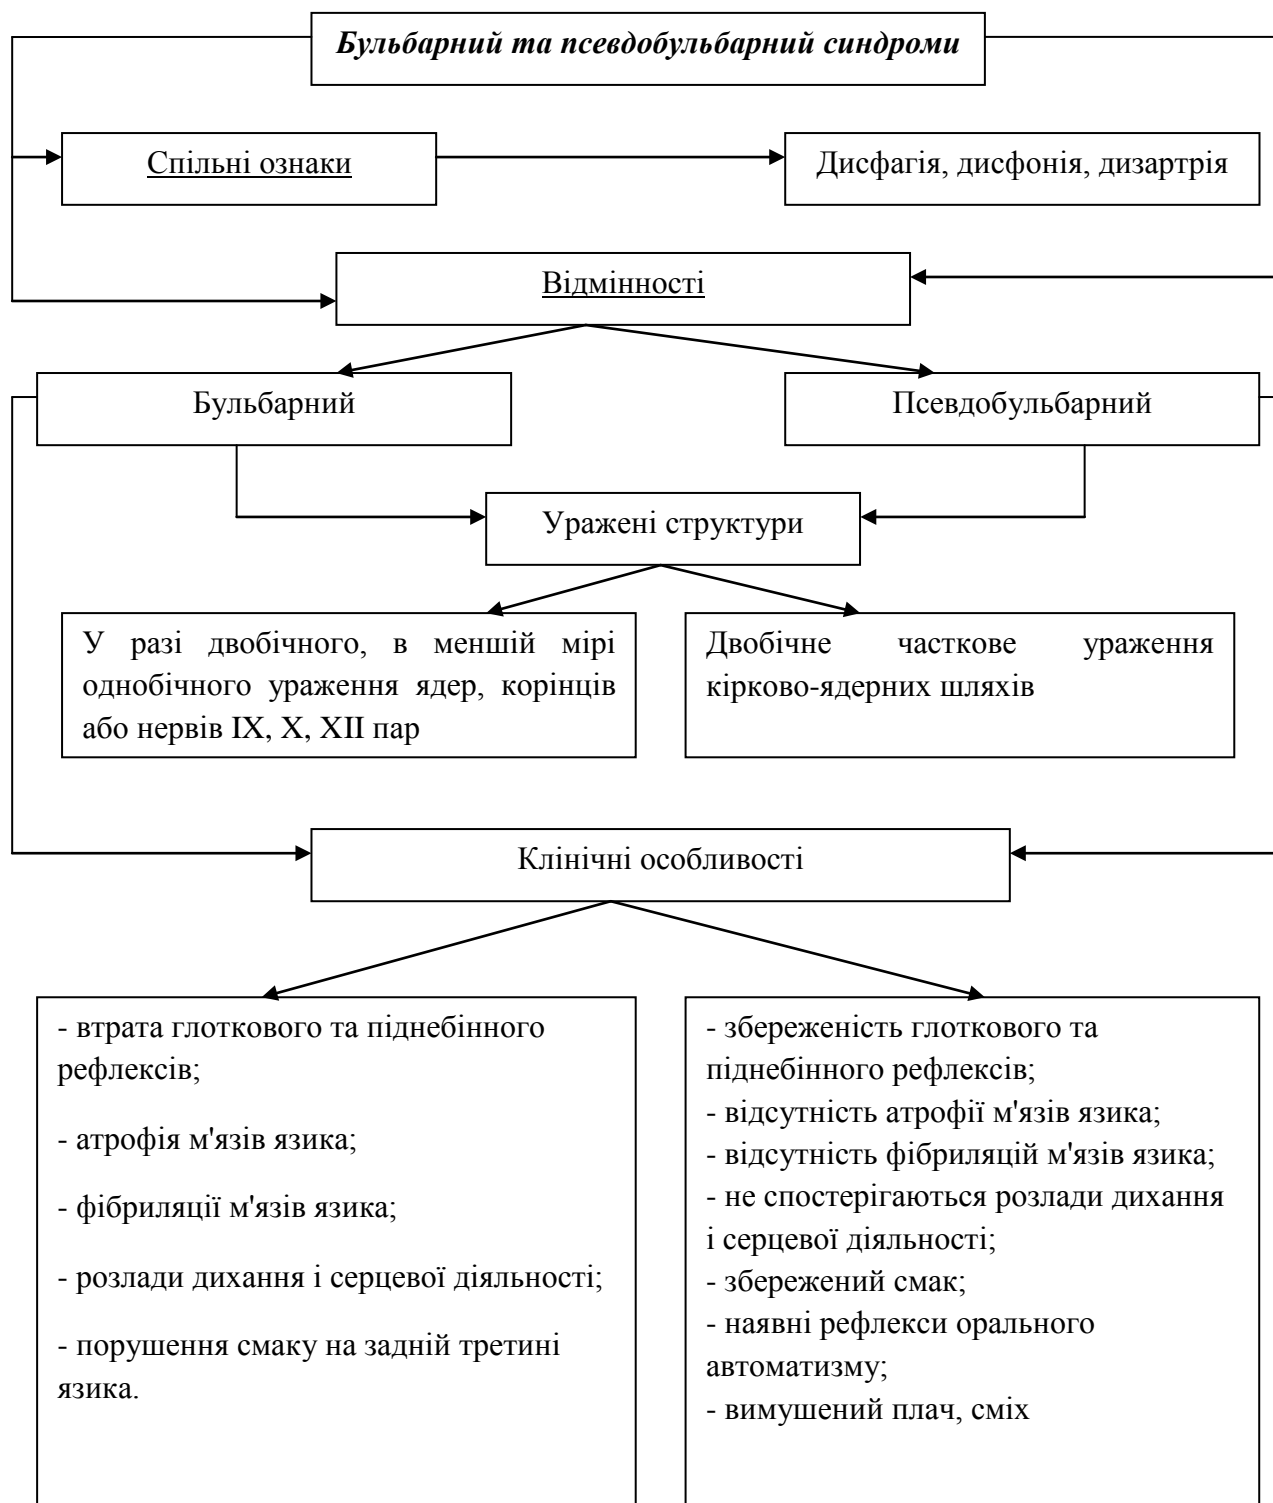 Бульбарний та псевдобульбарний синдроми
Спільні ознаки
Дисфагія, дисфонія, дизартрія
Відмінності
Бульбарний
Псевдобульбарний
Уражені структури
У разі двобічного, в меншій мірі
однобічного ураження ядер, корінців
або нервів IX, X, XII пар
Двобічне часткове ураження
кірково-ядерних шляхів
Клінічні особливості
- втрата глоткового та піднебінного
рефлексів;
- атрофія м'язів язика;
- фібриляції м'язів язика;
- розлади дихання і серцевої діяльності;
- порушення смаку на задній третині
язика.
- збереженість глоткового та
піднебінного рефлексів;
- відсутність атрофії м'язів язика;
- відсутність фібриляцій м'язів язика;
- не спостерігаються розлади дихання
і серцевої діяльності;
- збережений смак;
- наявні рефлекси орального
автоматизму;
- вимушений плач, сміх